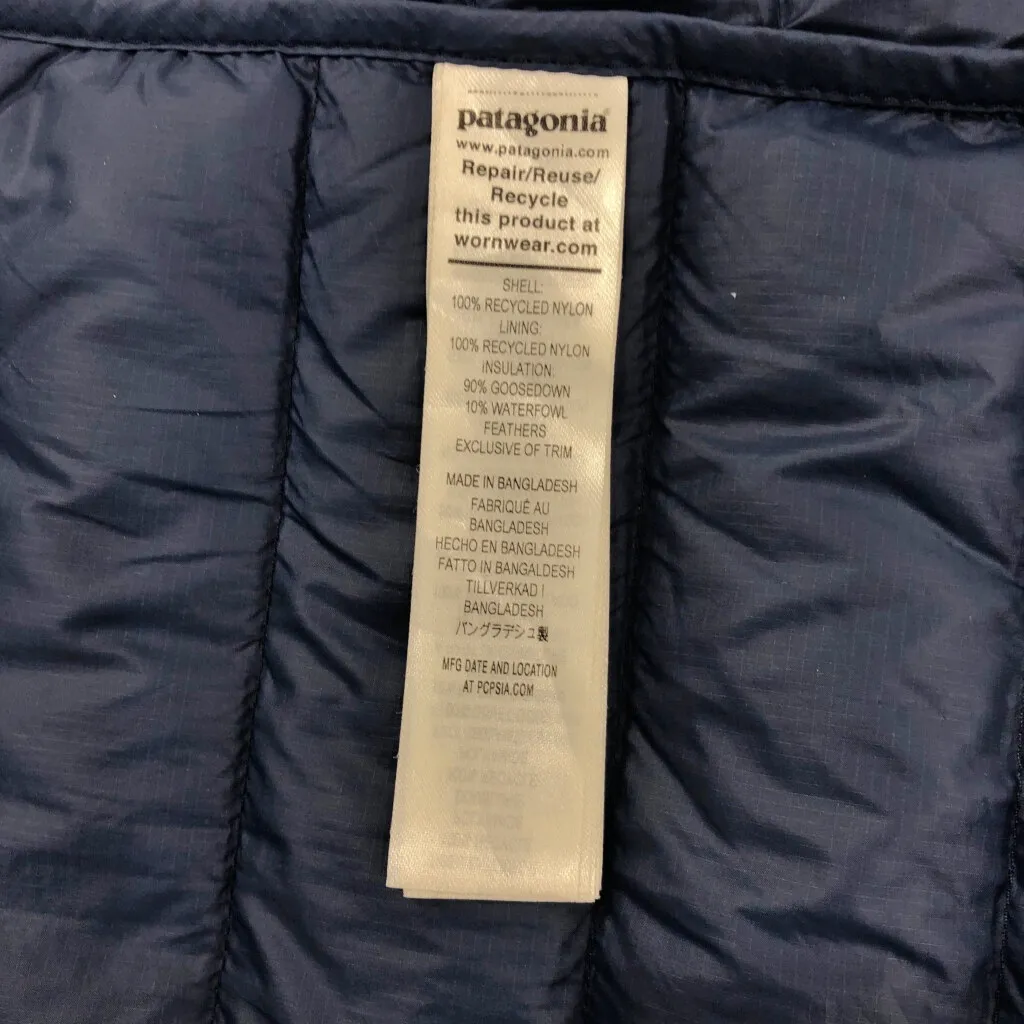 patagonia®
www.patagonia.com
Repair/Reuse/
Recycle
this product at
wornwear.com
SHELL:
100% RECYCLED NYLON
LINING:
100% RECYCLED NYLON
INSULATION:
90% GOOSEDOWN
10% WATERFOWL
FEATHERS
EXCLUSIVE OF TRIM
MADE IN BANGLADESH
FABRIQUÉ AU
BANGLADESH
HECHO EN BANGLADESH
FATTO IN BANGALDESH
TILLVERKAD I
BANGLADESH
バングラデシュ製
MFG DATE AND LOCATION
AT PCPSIA.COM